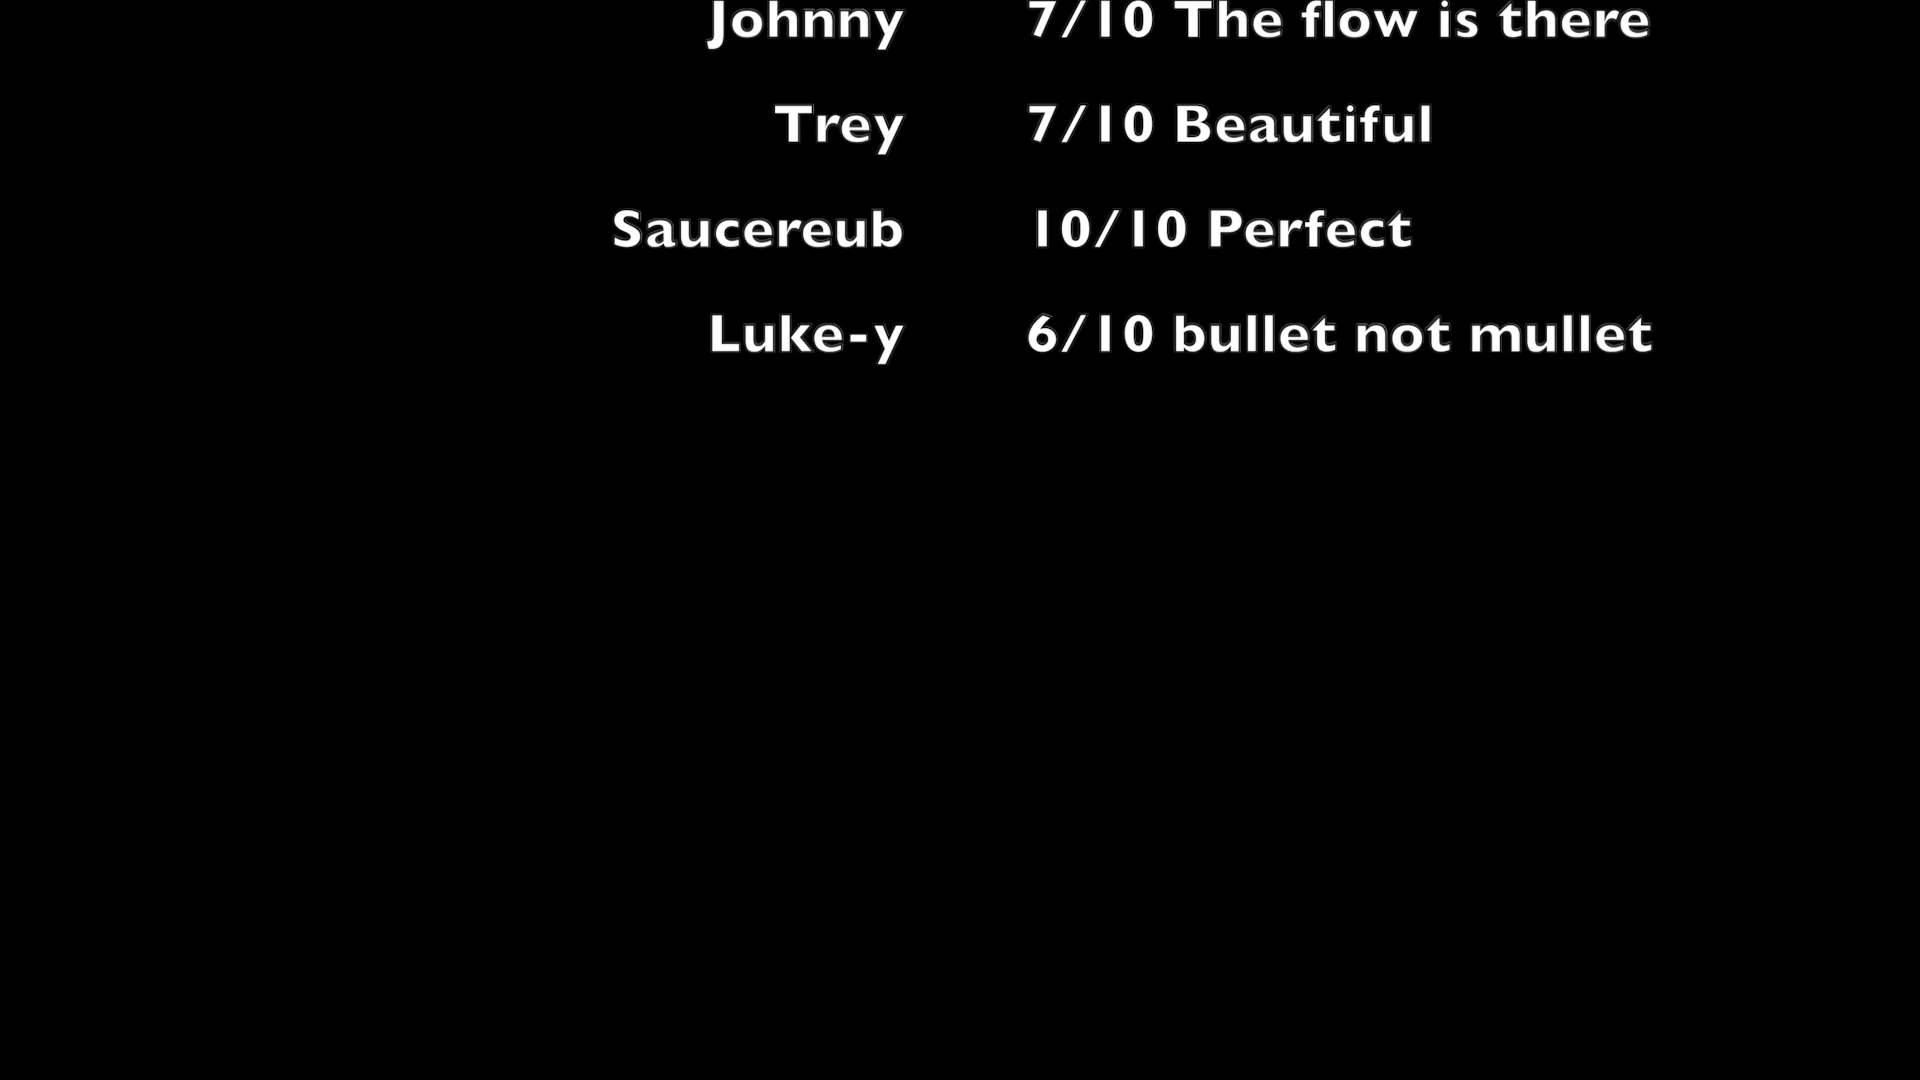 Johnny 7/10 The flow is there
Trey 7/10 Beautiful
Saucereub 10/10 Perfect
Luke-y 6/10 bullet not mullet